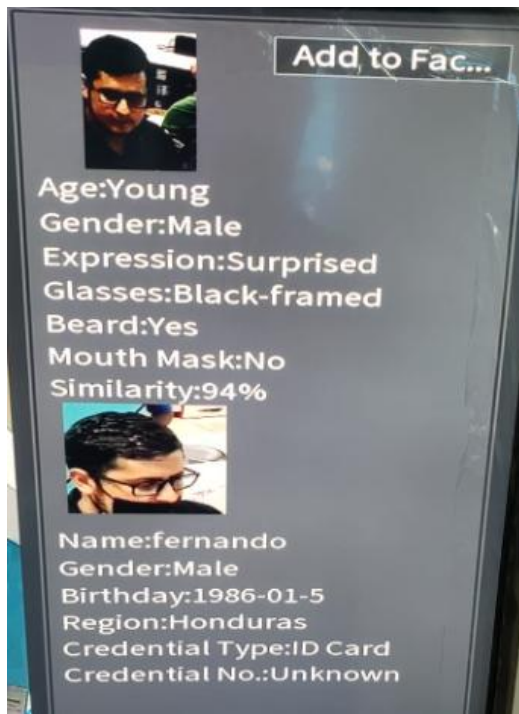 Add to Fac...
Age:Young
Gender:Male
Expression:Surprised
Glasses:Black-framed
Beard:Yes
Mouth Mask:No
Similarity:94%
Name:fernando
Gender:Male
Birthday:1986-01-5
Region:Honduras
Credential Type:ID Card
Credential No.:Unknown